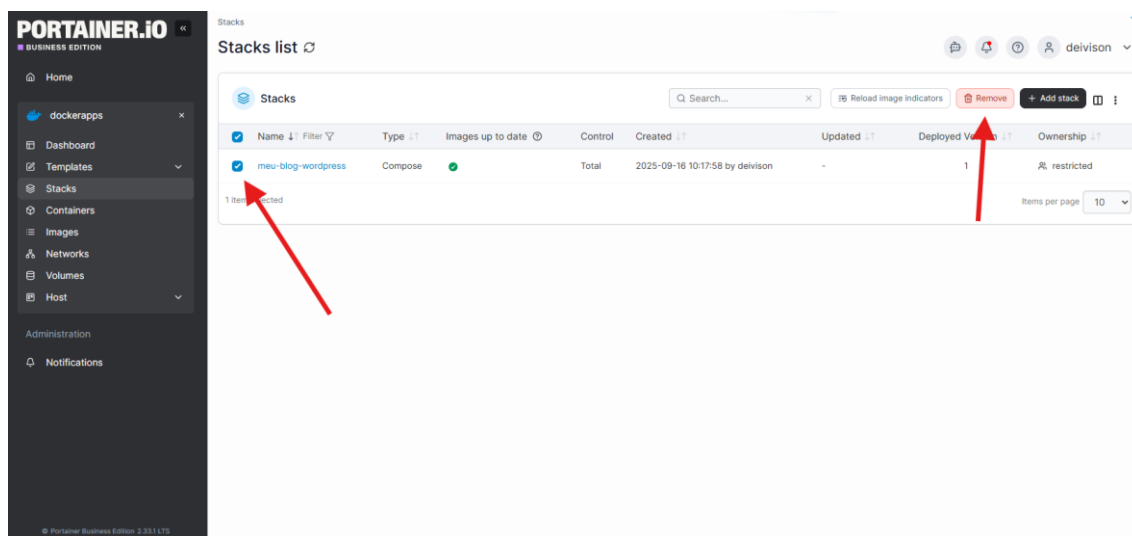 PORTAINER.iO
BUSINESS EDITION
Home
dockerapps
Dashboard
Templates
Stacks
Containers
Images
Networks
Volumes
Host
Administration
Notifications
© Portainer Business Edition 2.33.1 LTS
Stacks
Stacks list
deivison
Stacks
Search...
Reload image indicators
Remove
+ Add stack
Name Filter Type Images up to date Control Created Updated Deployed Ownership
meu-blog-wordpress Compose Total 2025-09-16 10:17:58 by deivison - 1 restricted
1 item
Items per page 10